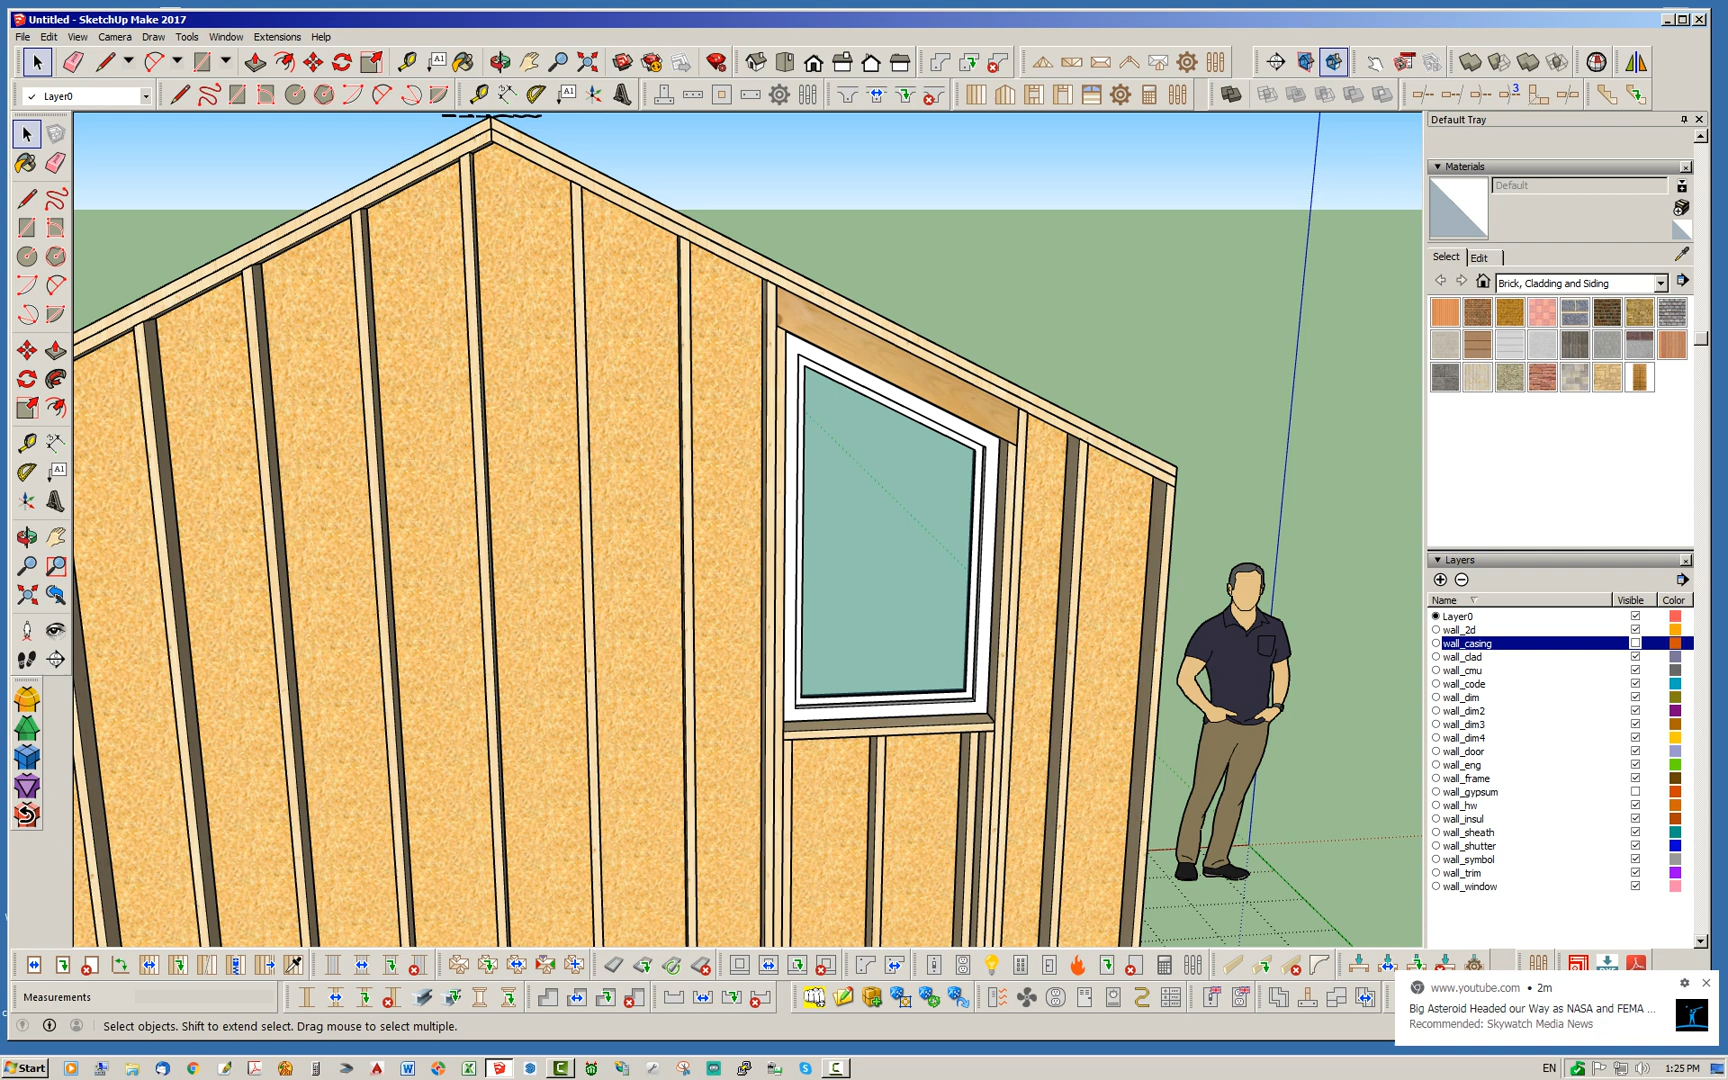 Untitled - SketchUp Make 2017
File Edit View Camera Draw Tools Window Extensions Help
Layer0
3
Default Tray
Materials
Default
Select Edit
Brick, Cladding and Siding
Layers
Name Visible Color
Layer0
wall_2d
wall_casing
wall_clad
wall_cmu
wall_code
wall_dim
wall_dim2
wall_dim3
wall_dim4
wall_door
wall_eng
wall_frame
wall_gypsum
wall_hw
wall_insul
wall_sheath
wall_shutter
wall_symbol
wall_trim
wall_window
Measurements
Select objects. Shift to extend select. Drag mouse to select multiple.
www.youtube.com • 2m
Big Asteroid Headed our Way as NASA and FEMA ...
Recommended: Skywatch Media News
Start
EN
1:25 PM